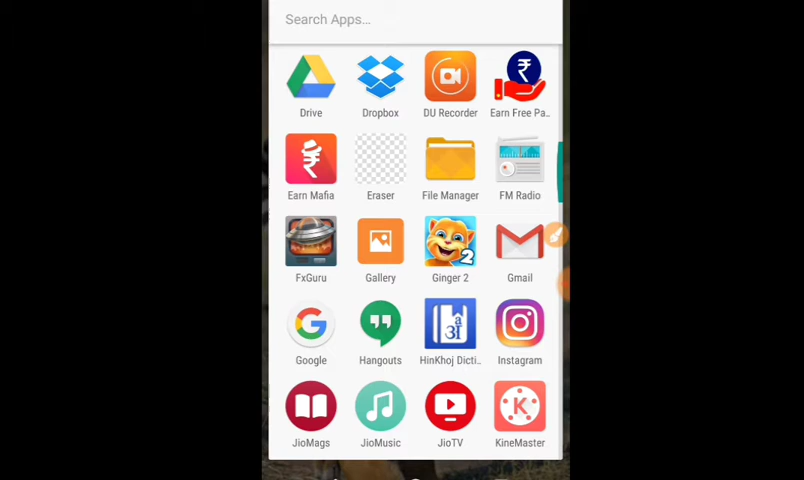 Search Apps...
Drive
Dropbox
DU Recorder
Earn Free Pa..
Earn Mafia
Eraser
File Manager
FM Radio
FxGuru
Gallery
2
Ginger 2
Gmail
Google
Hangouts
HinKhoj Dicti..
Instagram
JioMags
JioMusic
JioTV
K
KineMaster